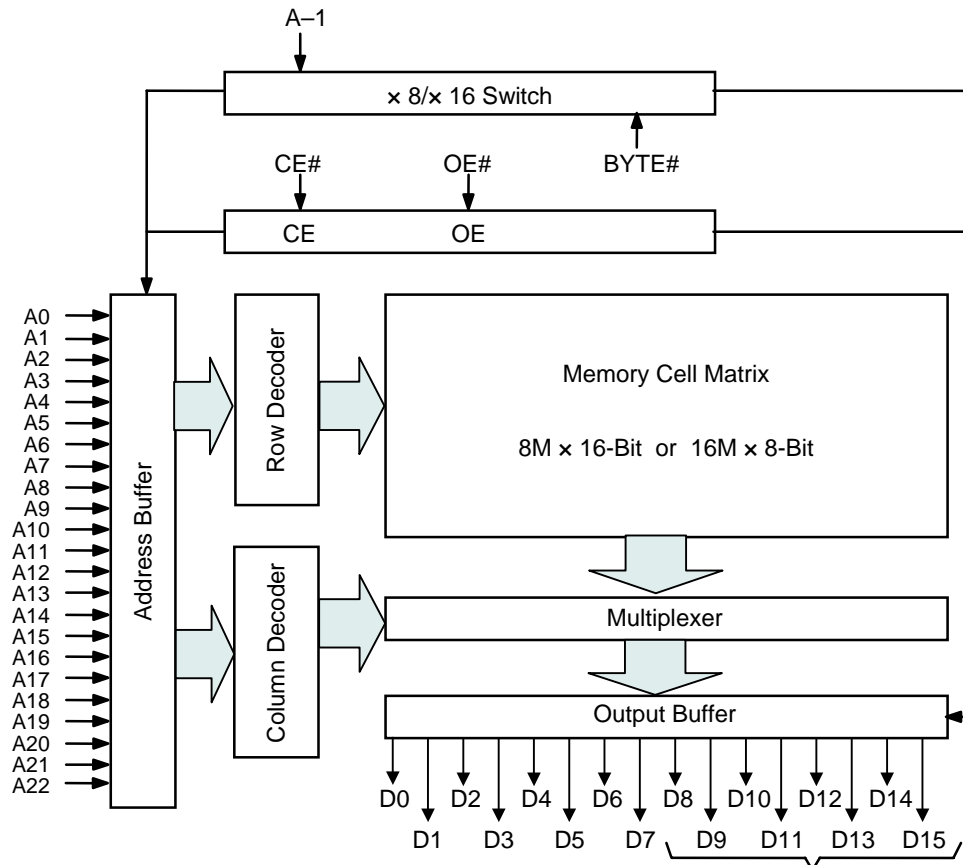 A–1
× 8/× 16 Switch
CE#
OE#
BYTE#
CE
OE
A0
A1
A2
A3
A4
A5
A6
A7
A8
A9
A10
A11
A12
A13
A14
A15
A16
A17
A18
A19
A20
A21
A22
Address Buffer
Row Decoder
Column Decoder
Memory Cell Matrix
8M × 16-Bit or 16M × 8-Bit
Multiplexer
Output Buffer
D0 D2 D4 D6 D8 D10 D12 D14
D1 D3 D5 D7 D9 D11 D13 D15